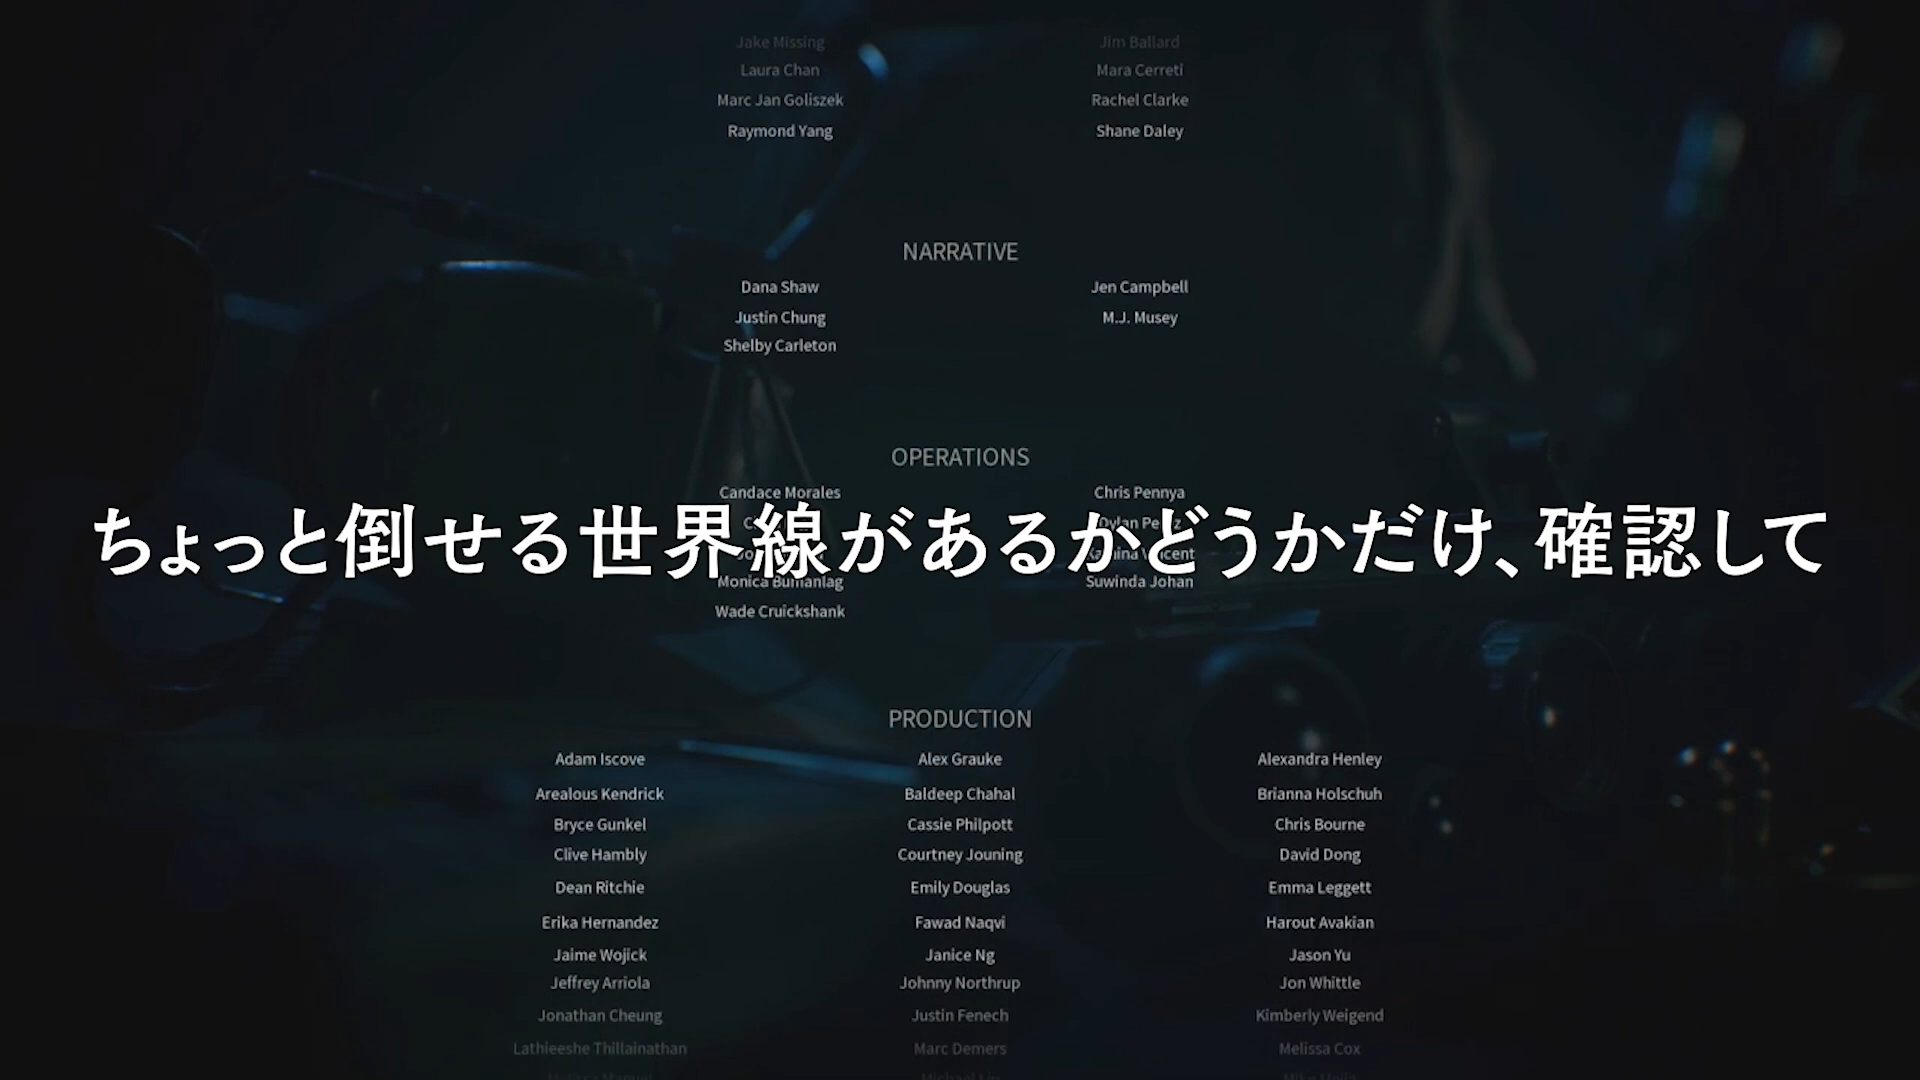 Jake Missing Jim Ballard
Laura Chan Mara Cerreti
Marc Jan Goliszek Rachel Clarke
Raymond Yang Shane Daley
NARRATIVE
Dana Shaw Jen Campbell
Justin Chung M.J. Musey
Shelby Carleton
OPERATIONS
Candace Morales Chris Pennya
ちょっと倒せる世界線があるかどうかだけ、確認して
Monica Bumanlag Suwinda Johan
Wade Cruickshank
PRODUCTION
Adam Iscove Alex Grauke Alexandra Henley
Arealous Kendrick Baldeep Chahal Brianna Holschuh
Bryce Gunkel Cassie Philpott Chris Bourne
Clive Hambly Courtney Jouning David Dong
Dean Ritchie Emily Douglas Emma Leggett
Erika Hernandez Fawad Naqvi Harout Avakian
Jaime Wojick Janice Ng Jason Yu
Jeffrey Arriola Johnny Northrup Jon Whittle
Jonathan Cheung Justin Fenech Kimberly Weigend
Lathieeshe Thillainathan Marc Demers Melissa Cox